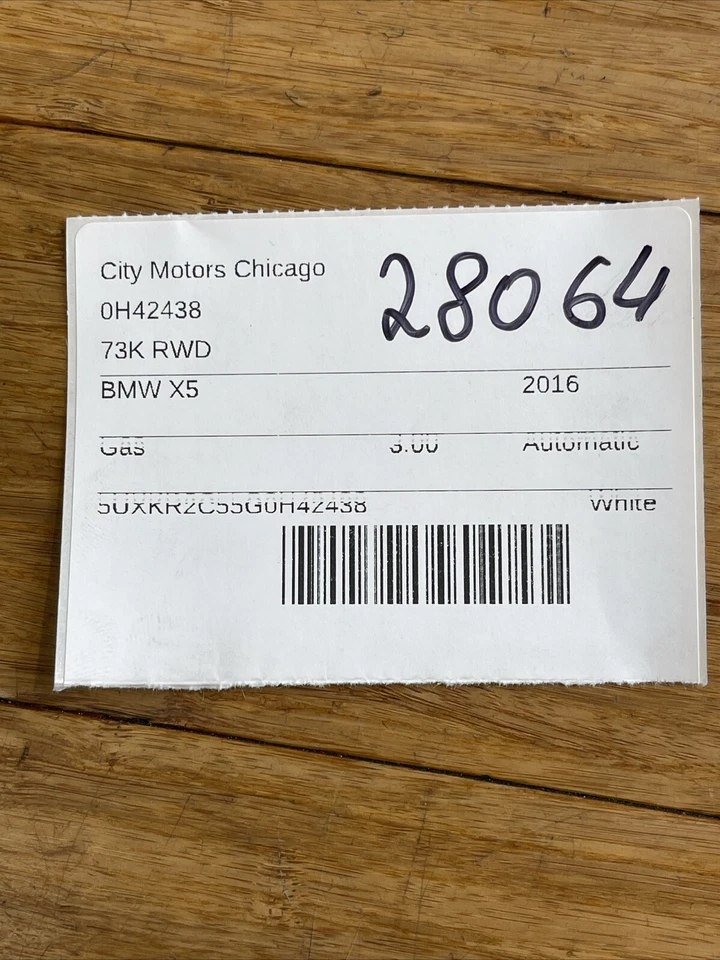 City Motors Chicago
28064
0H42438
73K RWD
BMW X5 2016
Gas 3.00 Automatic
5UXKR2C55G0H42438 White